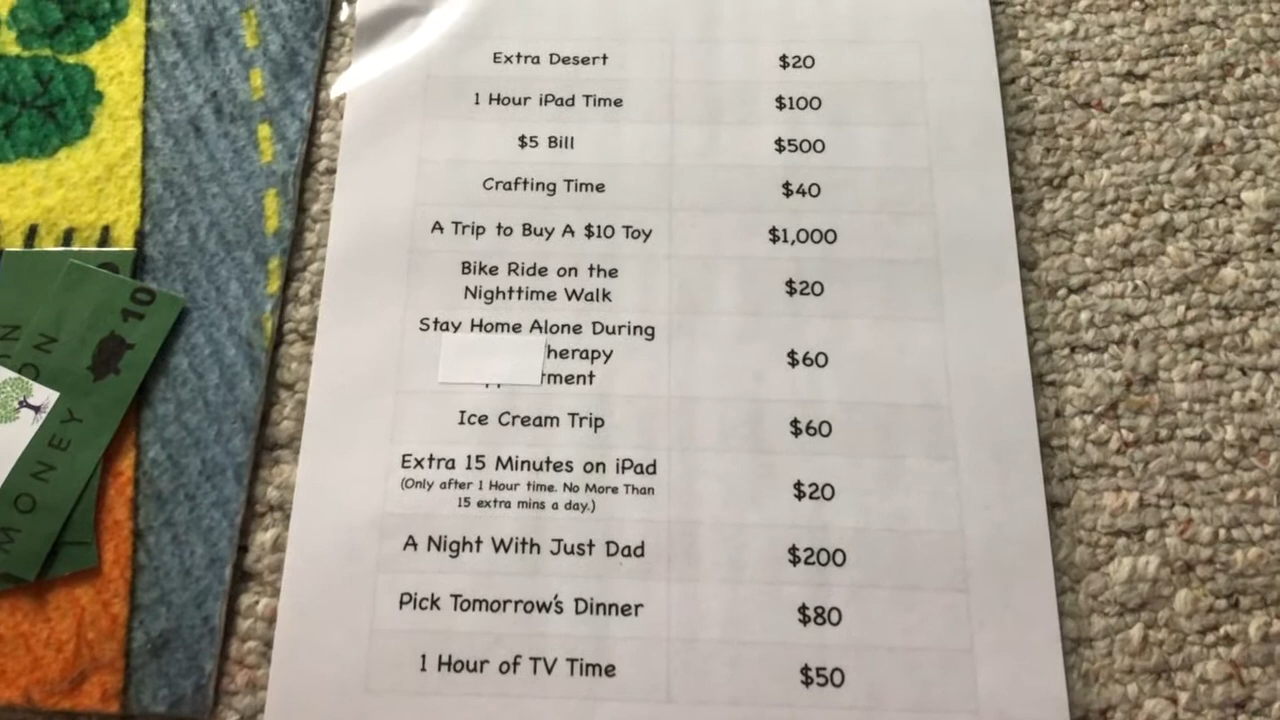 Extra Desert $20
1 Hour iPad Time $100
$5 Bill $500
Crafting Time $40
A Trip to Buy A $10 Toy $1,000
Bike Ride on the
Nighttime Walk $20
Stay Home Alone During
herapy $60
ment
Ice Cream Trip $60
Extra 15 Minutes on iPad
(Only after 1 Hour time. No More Than
15 extra mins a day.) $20
A Night With Just Dad $200
Pick Tomorrow's Dinner $80
1 Hour of TV Time $50
10
MONEY